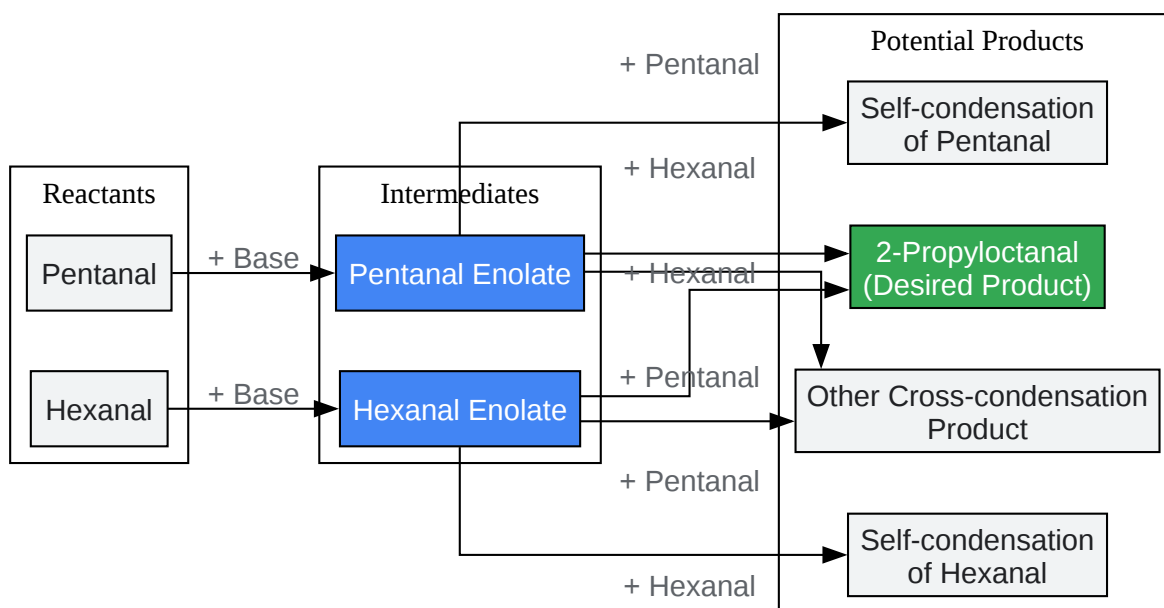 Potential Products
+ Pentanal
Self-condensation
of Pentanal
+ Hexanal
Reactants
Intermediates
Pentanal
+ Base
Pentanal Enolate
+ Hexanal
2-Propyloctanal
(Desired Product)
Hexanal
+ Base
Hexanal Enolate
+ Pentanal
Other Cross-condensation
Product
+ Pentanal
Self-condensation
of Hexanal
+ Hexanal